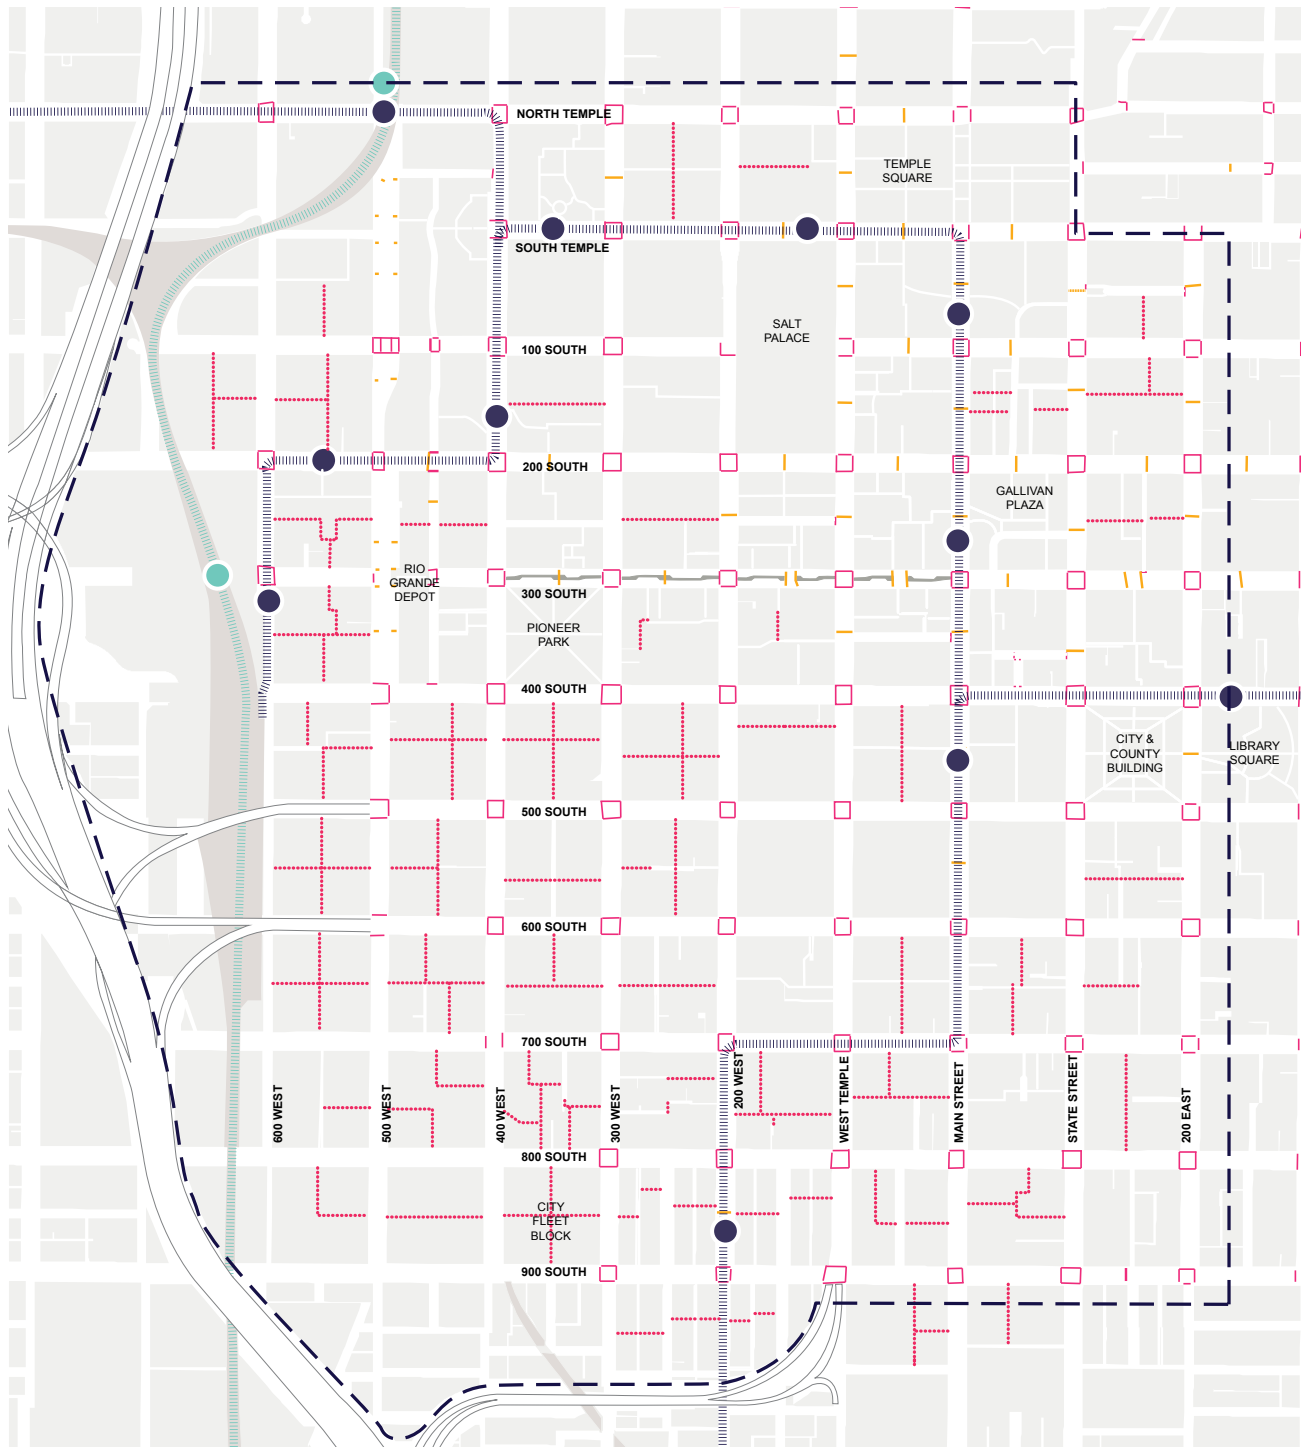 NORTH TEMPLE
TEMPLE
SQUARE
SOUTH TEMPLE
SALT
PALACE
100 SOUTH
200 SOUTH
GALLIVAN
PLAZA
RIO
GRANDE
DEPOT
300 SOUTH
PIONEER
PARK
400 SOUTH
CITY &
COUNTY
BUILDING
LIBRARY
SQUARE
500 SOUTH
600 SOUTH
700 SOUTH
600 WEST
500 WEST
400 WEST
300 WEST
200 WEST
WEST TEMPLE
MAIN STREET
STATE STREET
200 EAST
800 SOUTH
CITY
FLEET
BLOCK
900 SOUTH